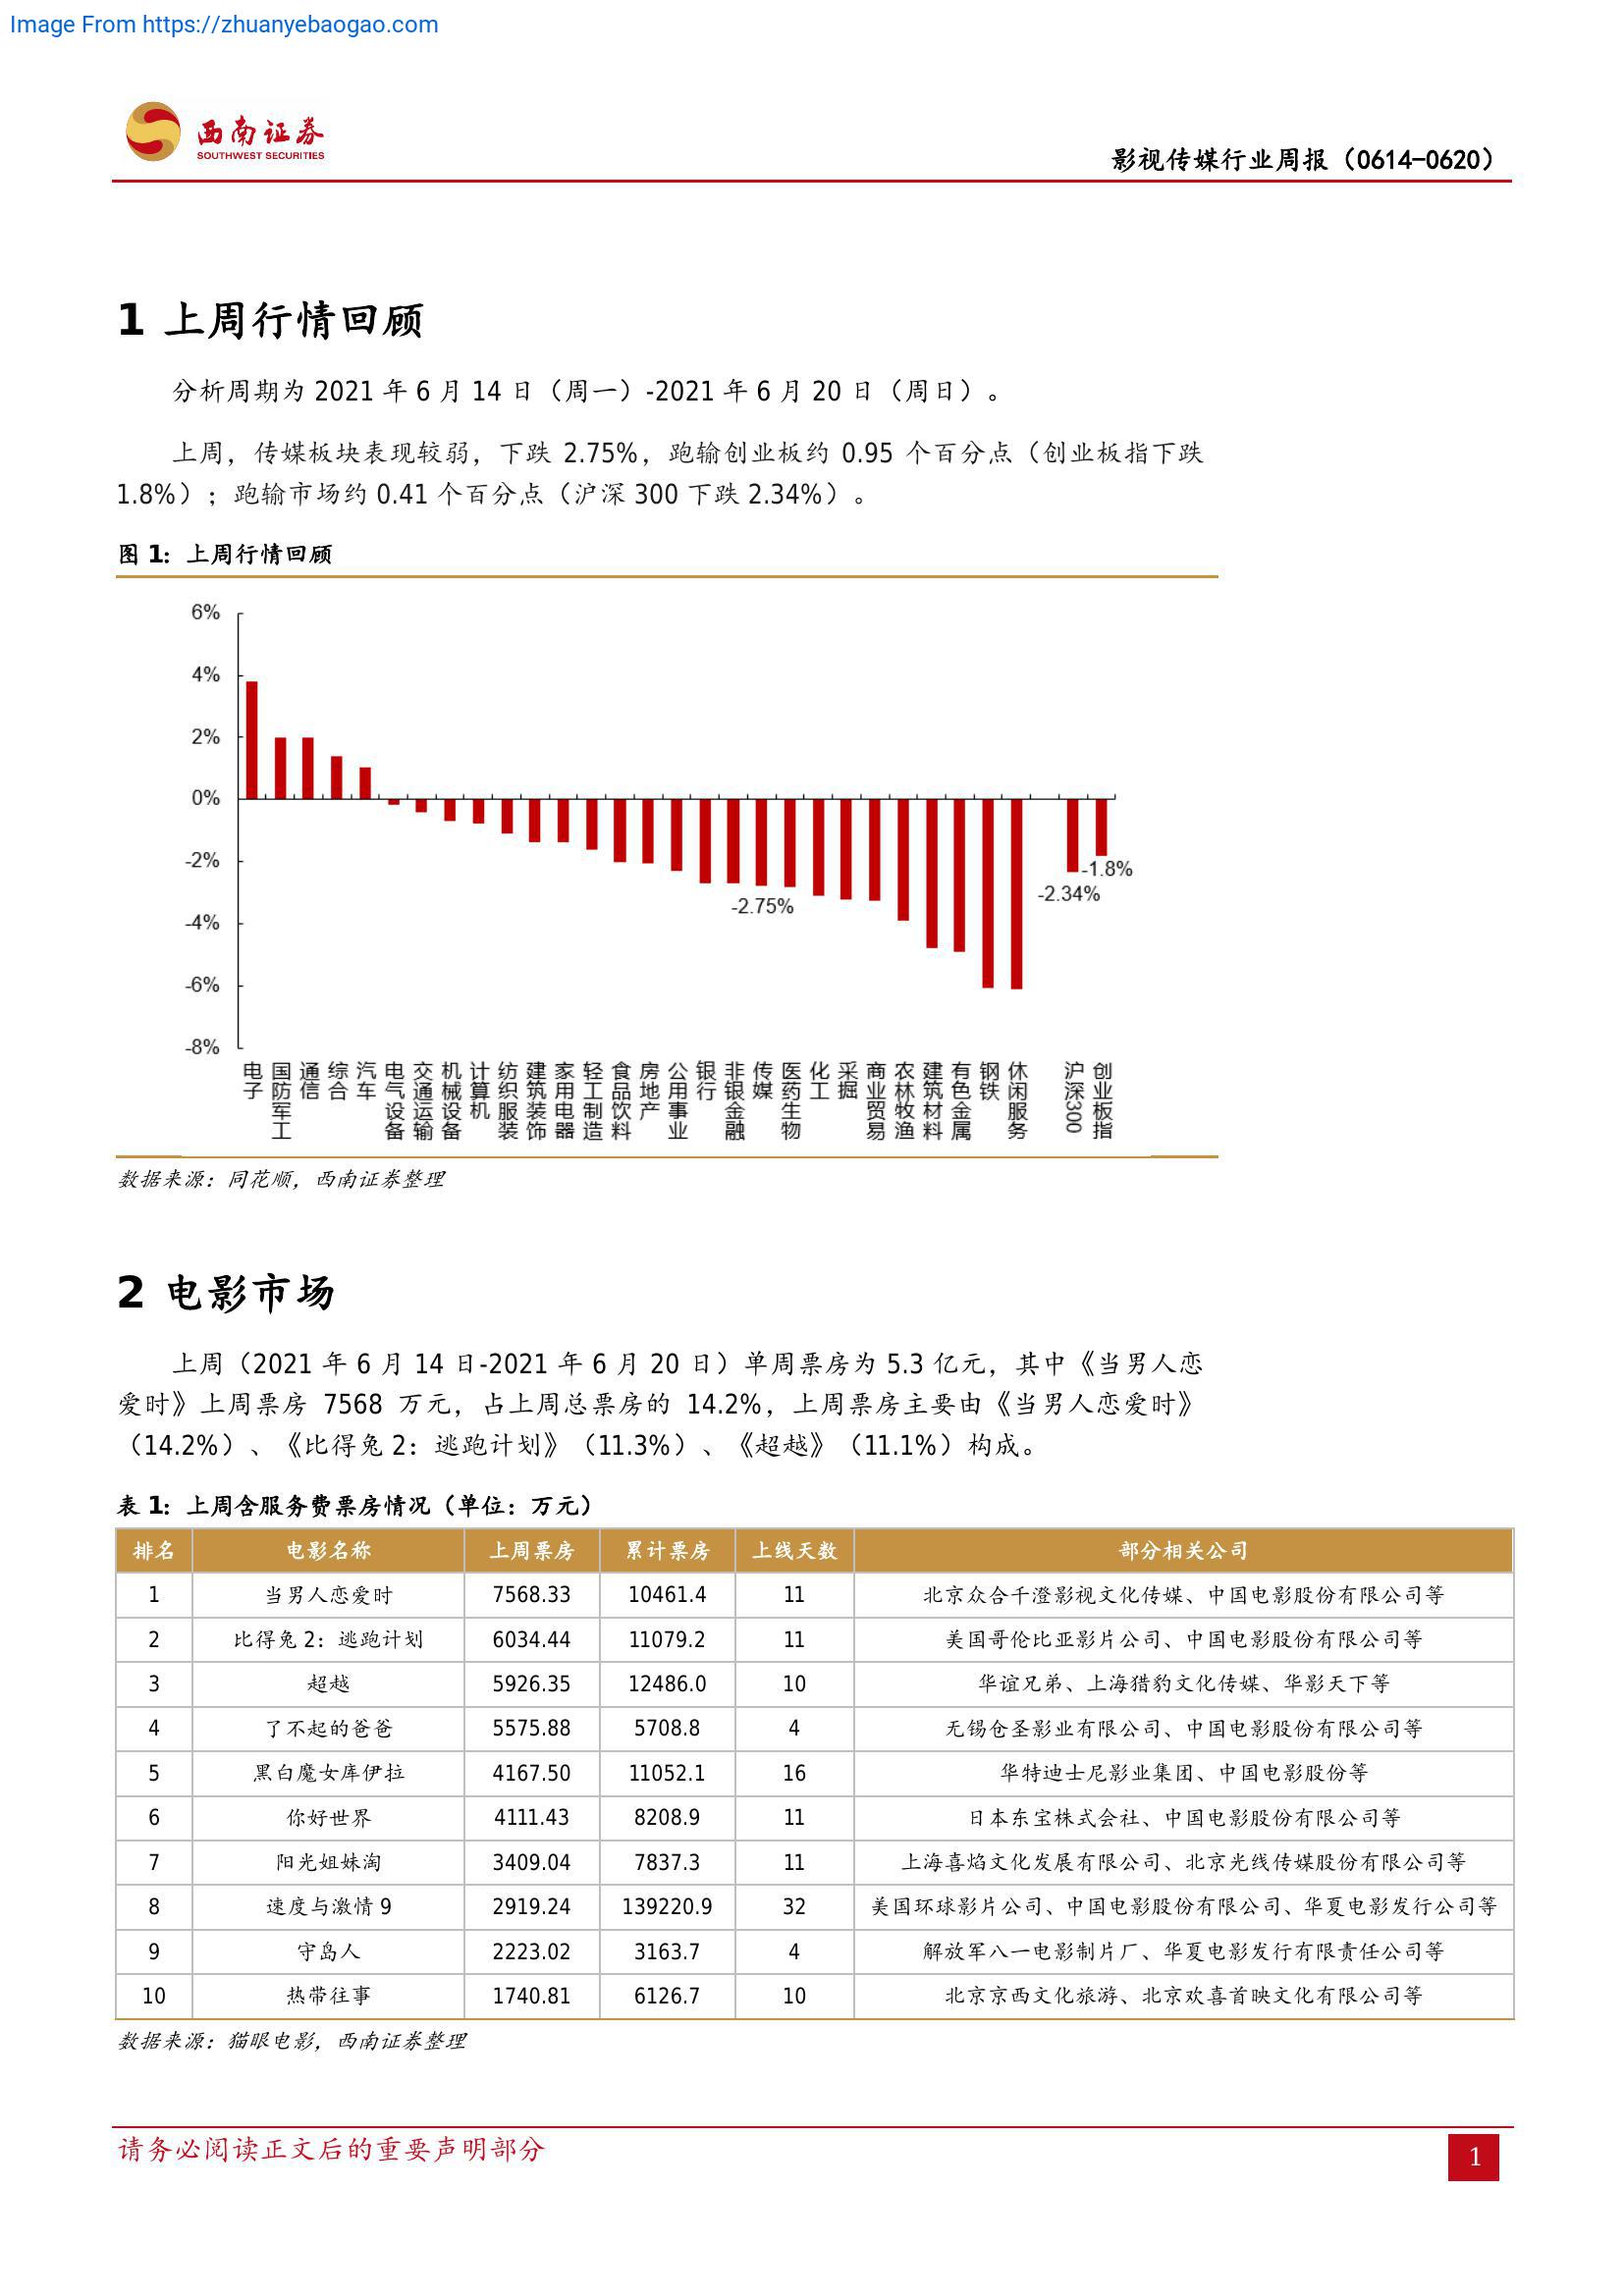 Image From https://zhuanyebaogao.com
西南证券
SOUTHWEST SECURITIES
影视传媒行业周报（0614-0620）
1 上周行情回顾
分析周期为 2021 年 6 月 14 日（周一）-2021 年 6 月 20 日（周日）。
上周，传媒板块表现较弱，下跌 2.75%，跑输创业板约 0.95 个百分点（创业板指下跌
1.8%）；跑输市场约 0.41 个百分点（沪深 300 下跌 2.34%）。
图 1：上周行情回顾
6%
4%
2%
0%
-2%
-4%
-6%
-8%
-2.75%
-2.34%
-1.8%
电子 国防军工 通信 综合 汽车 电气设备 交通运输 机械设备 计算机 纺织服装 建筑装饰 家用电器 轻工制造 食品饮料 房地产 公用事业 银行 非银金融 传媒 医药生物 化工 采掘 商业贸易 农林牧渔 建筑材料 有色金属 钢铁 休闲服务 沪深300 创业板指
数据来源：同花顺，西南证券整理
2 电影市场
上周（2021 年 6 月 14 日-2021 年 6 月 20 日）单周票房为 5.3 亿元，其中《当男人恋
爱时》上周票房 7568 万元，占上周总票房的 14.2%，上周票房主要由《当男人恋爱时》
（14.2%）、《比得兔 2：逃跑计划》（11.3%）、《超越》（11.1%）构成。
表 1：上周含服务费票房情况（单位：万元）
排名 电影名称 上周票房 累计票房 上线天数 部分相关公司
1 当男人恋爱时 7568.33 10461.4 11 北京众合千澄影视文化传媒、中国电影股份有限公司等
2 比得兔 2：逃跑计划 6034.44 11079.2 11 美国哥伦比亚影片公司、中国电影股份有限公司等
3 超越 5926.35 12486.0 10 华谊兄弟、上海猎豹文化传媒、华影天下等
4 了不起的爸爸 5575.88 5708.8 4 无锡仓圣影业有限公司、中国电影股份有限公司等
5 黑白魔女库伊拉 4167.50 11052.1 16 华特迪士尼影业集团、中国电影股份等
6 你好世界 4111.43 8208.9 11 日本东宝株式会社、中国电影股份有限公司等
7 阳光姐妹淘 3409.04 7837.3 11 上海喜焰文化发展有限公司、北京光线传媒股份有限公司等
8 速度与激情 9 2919.24 139220.9 32 美国环球影片公司、中国电影股份有限公司、华夏电影发行公司等
9 守岛人 2223.02 3163.7 4 解放军八一电影制片厂、华夏电影发行有限责任公司等
10 热带往事 1740.81 6126.7 10 北京京西文化旅游、北京欢喜首映文化有限公司等
数据来源：猫眼电影，西南证券整理
请务必阅读正文后的重要声明部分
1